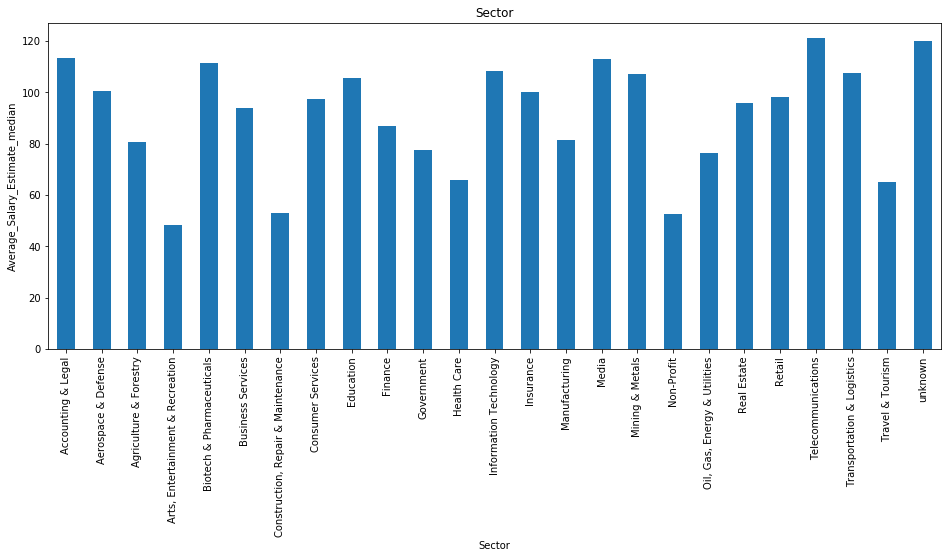 Sector
Average_Salary_Estimate_median
120
100
80
60
40
20
0
Accounting & Legal
Aerospace & Defense
Agriculture & Forestry
Arts, Entertainment & Recreation
Biotech & Pharmaceuticals
Business Services
Construction, Repair & Maintenance
Consumer Services
Education
Finance
Government
Health Care
Information Technology
Insurance
Manufacturing
Media
Mining & Metals
Non-Profit
Oil, Gas, Energy & Utilities
Real Estate
Retail
Telecommunications
Transportation & Logistics
Travel & Tourism
unknown
Sector